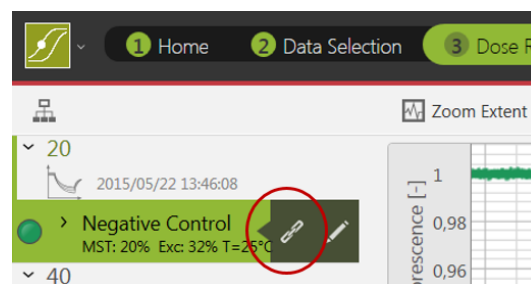 1 Home 2 Data Selection 3 Dose R
Zoom Extent
20
2015/05/22 13:46:08
Negative Control
MST: 20% Exc: 32% T=25°C
40
1
0,98
0,96
orescence [-]